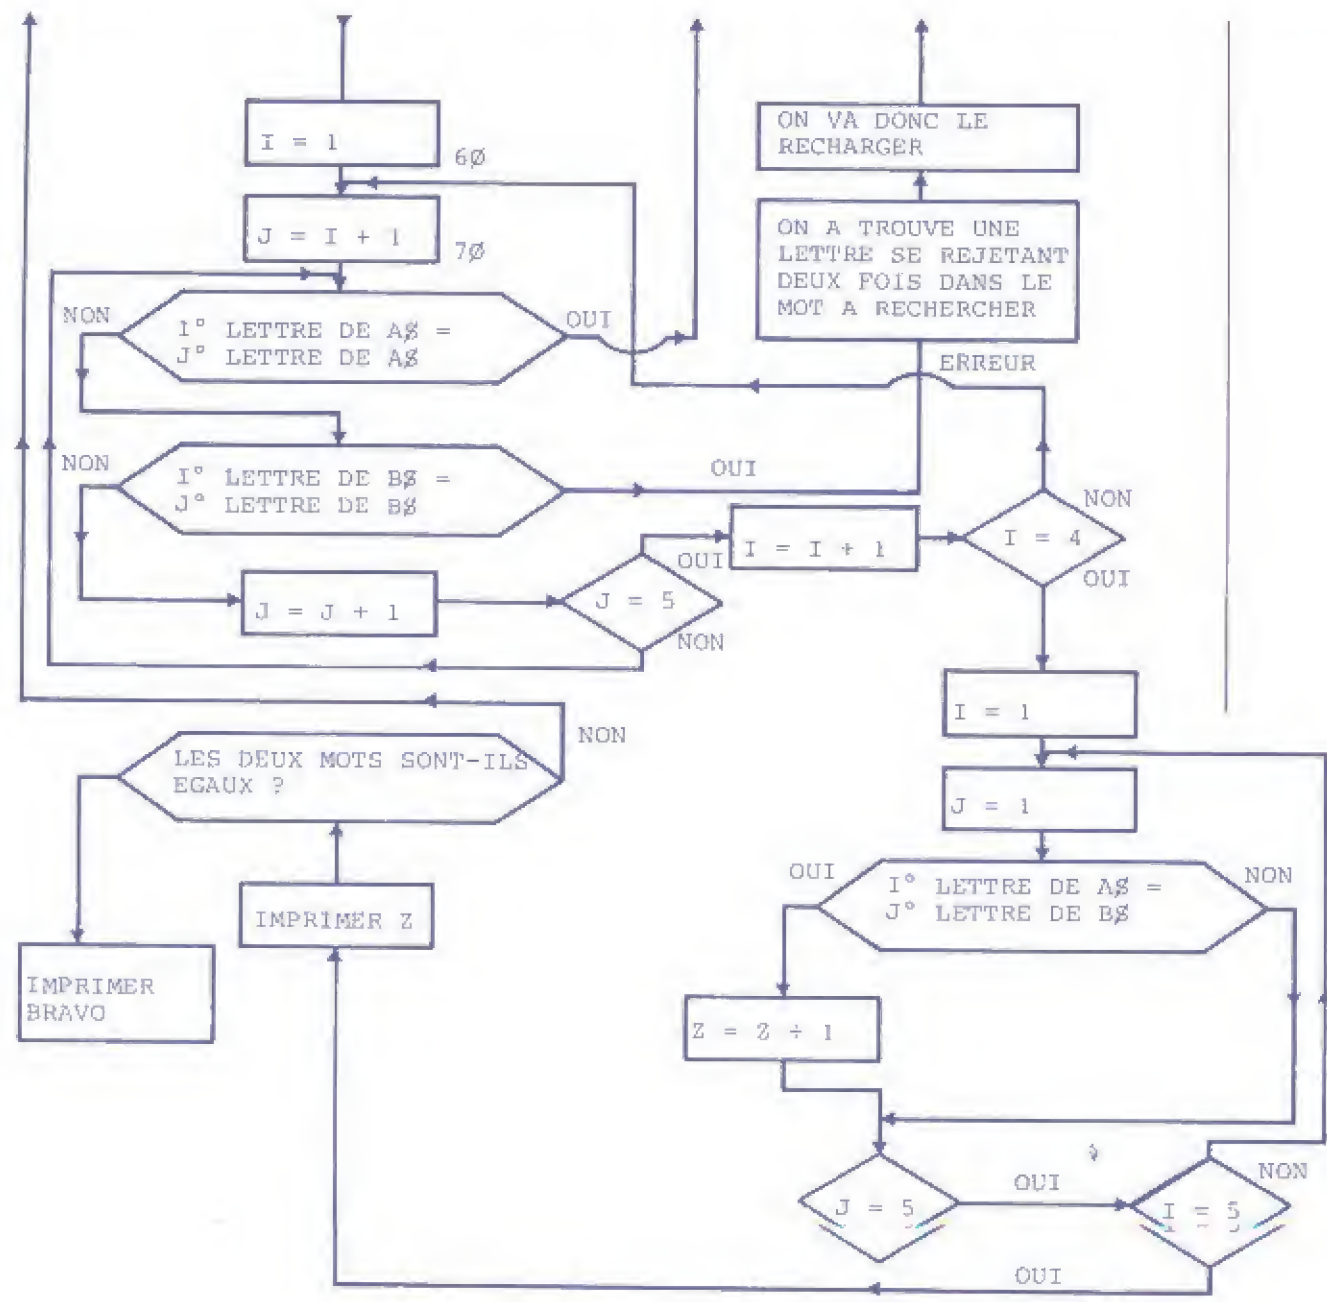 I = 1
6Ø
J = I + 1
7Ø
NON
I° LETTRE DE A$ =
J° LETTRE DE A$
OUI
ON VA DONC LE
RECHARGER
ON A TROUVE UNE
LETTRE SE REJETANT
DEUX FOIS DANS LE
MOT A RECHERCHER
ERREUR
NON
I° LETTRE DE B$ =
J° LETTRE DE B$
OUI
J = J + 1
J = 5
OUI
NON
I = I + 1
I = 4
NON
OUI
I = 1
J = 1
OUI
I° LETTRE DE A$ =
J° LETTRE DE B$
NON
Z = Z + 1
J = 5
OUI
I = 5
NON
OUI
IMPRIMER Z
LES DEUX MOTS SONT-ILS
EGAUX ?
NON
IMPRIMER
BRAVO